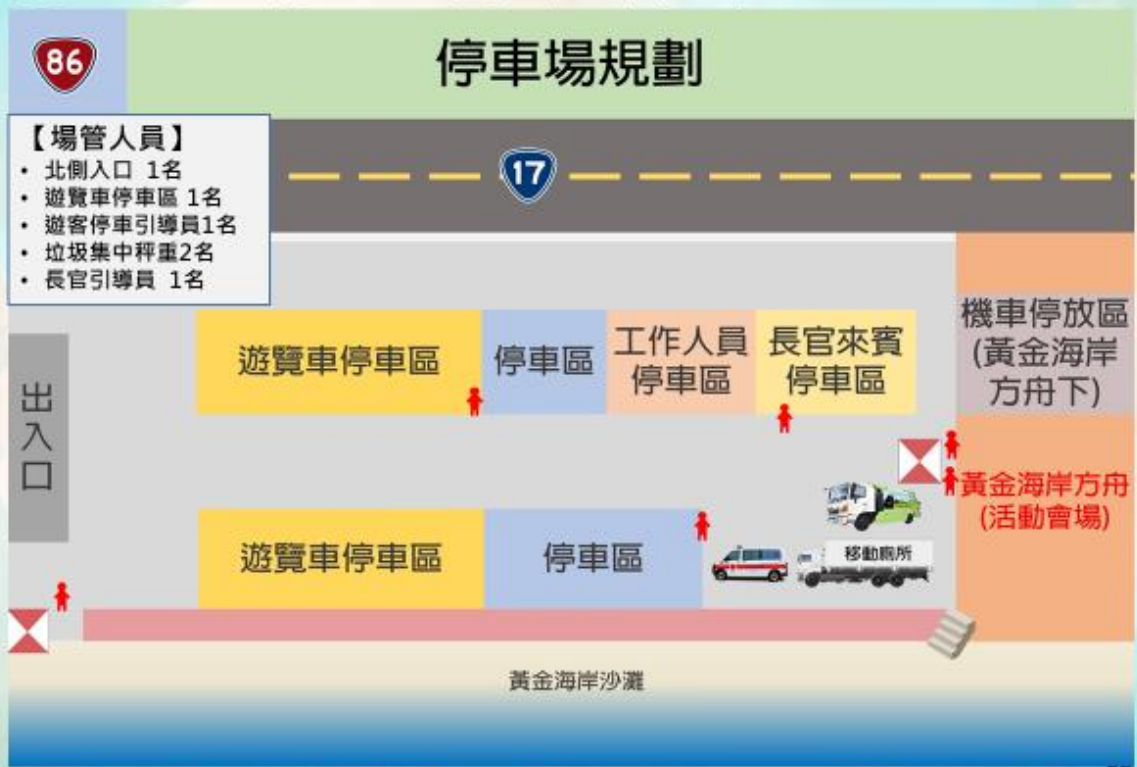 86
停車場規劃
【場管人員】
• 北側入口 1名
• 遊覽車停車區 1名
• 遊客停車引導員1名
• 垃圾集中秤重2名
• 長官引導員 1名
17
遊覽車停車區
停車區
工作人員
停車區
長官來賓
停車區
機車停放區
(黃金海岸
方舟下)
出入口
黃金海岸方舟
(活動會場)
遊覽車停車區
停車區
移動廁所
黃金海岸沙灘